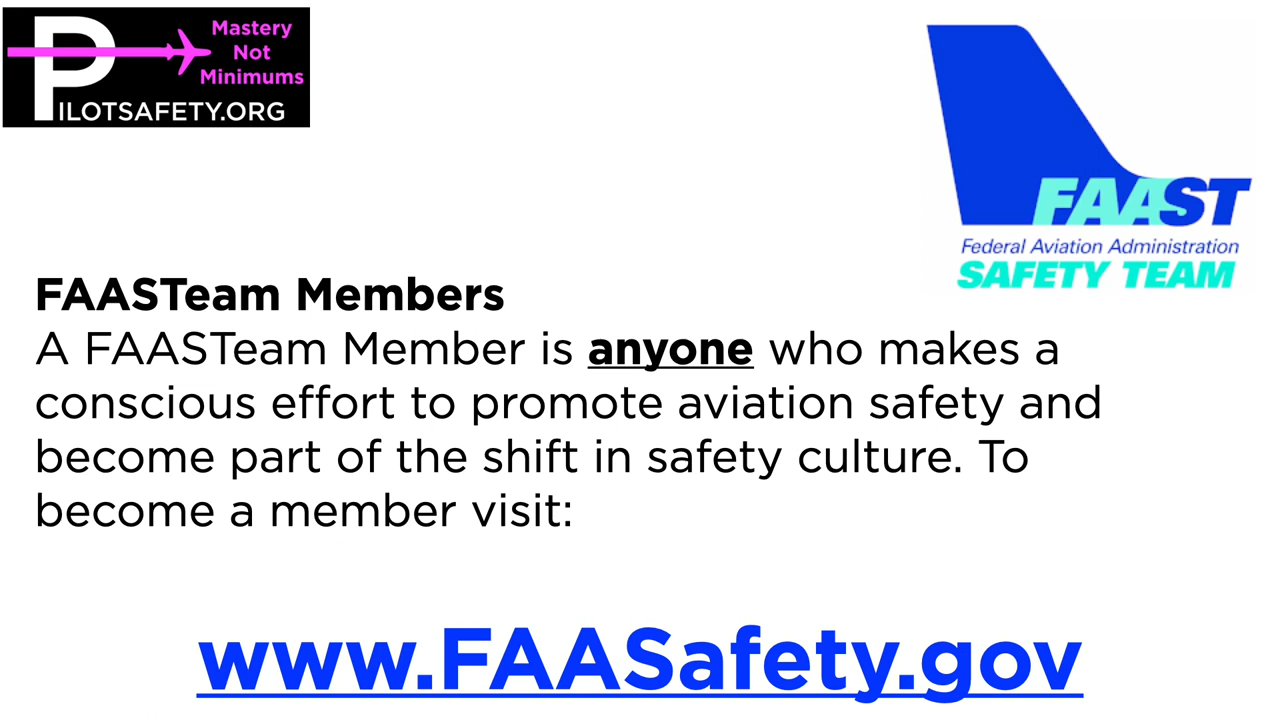 Mastery
Not
Minimums
PILOTSAFETY.ORG
FAAST
Federal Aviation Administration
SAFETY TEAM
FAASTeam Members
A FAASTeam Member is anyone who makes a
conscious effort to promote aviation safety and
become part of the shift in safety culture. To
become a member visit:
www.FAASafety.gov